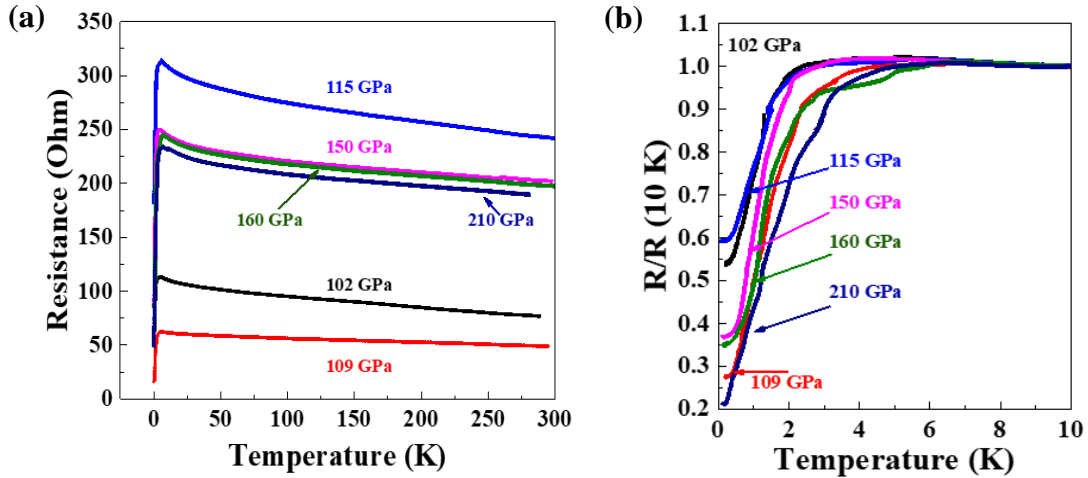 (a)
350
300
250
200
150
100
50
0
0
50
100
150
200
250
300
Resistance (Ohm)
Temperature (K)
115 GPa
150 GPa
160 GPa
210 GPa
102 GPa
109 GPa
(b)
1.0
0.9
0.8
0.7
0.6
0.5
0.4
0.3
0.2
0
2
4
6
8
10
R/R (10 K)
Temperature (K)
102 GPa
115 GPa
150 GPa
160 GPa
210 GPa
109 GPa